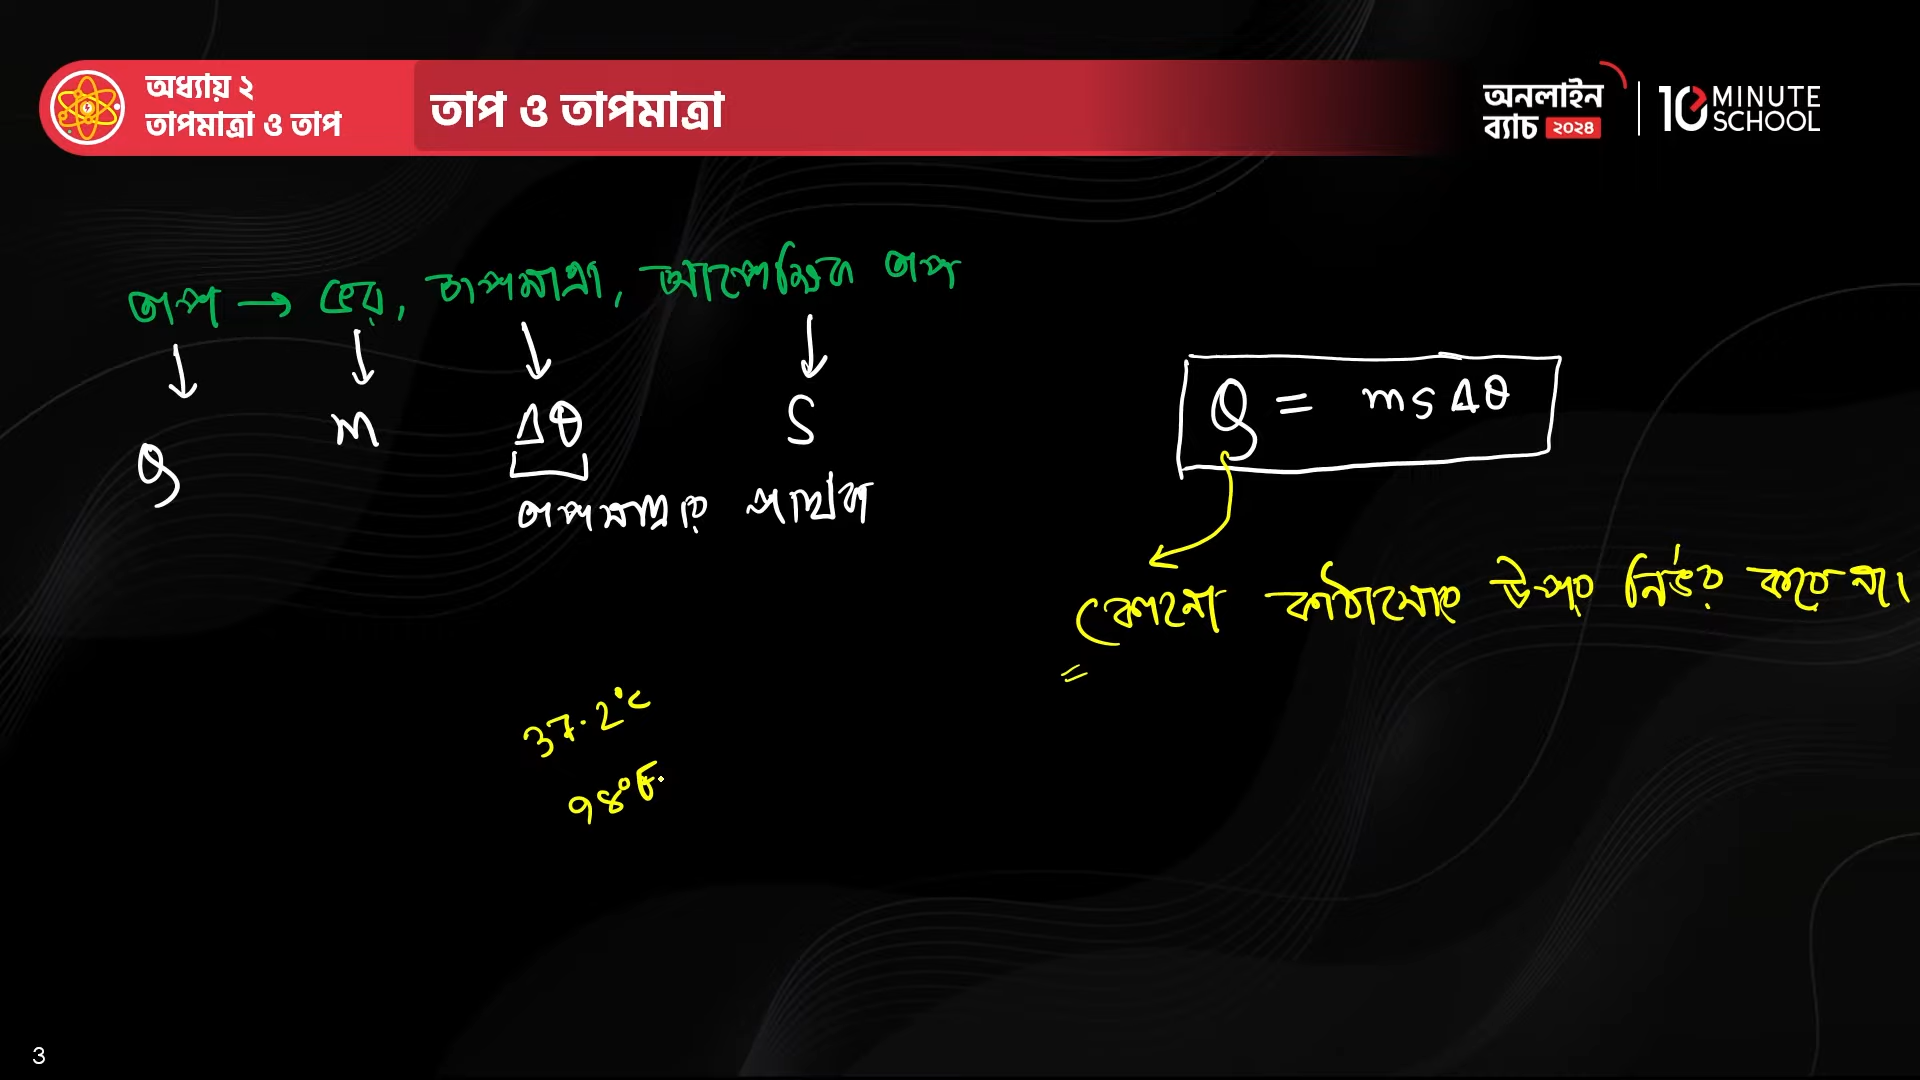 অধ্যায় ২
তাপমাত্রা ও তাপ
তাপ ও তাপমাত্রা
অনলাইন
ব্যাচ ২০২৪
10 MINUTE
SCHOOL
তাপ → ভর, তাপমাত্রা, আপেক্ষিক তাপ
Q m Δθ S
তাপমাত্রার পার্থক্য
Q = msΔθ
কোনো কাঠামোর উপর নির্ভর করে না।
=
37.2°C
98°F.
3